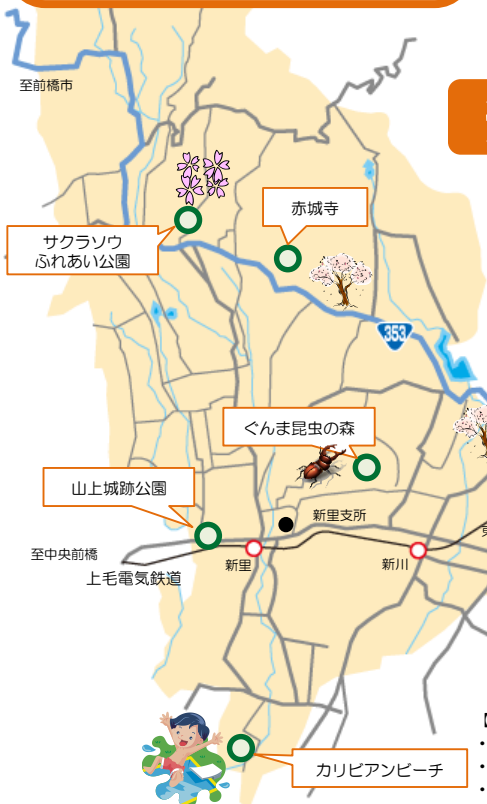 至前橋市
赤城寺
サクラソウ
ふれあい公園
353
ぐんま昆虫の森
山上城跡公園
新里支所
至中央前橋
新里
新川
上毛電気鉄道
カリビアンビーチ